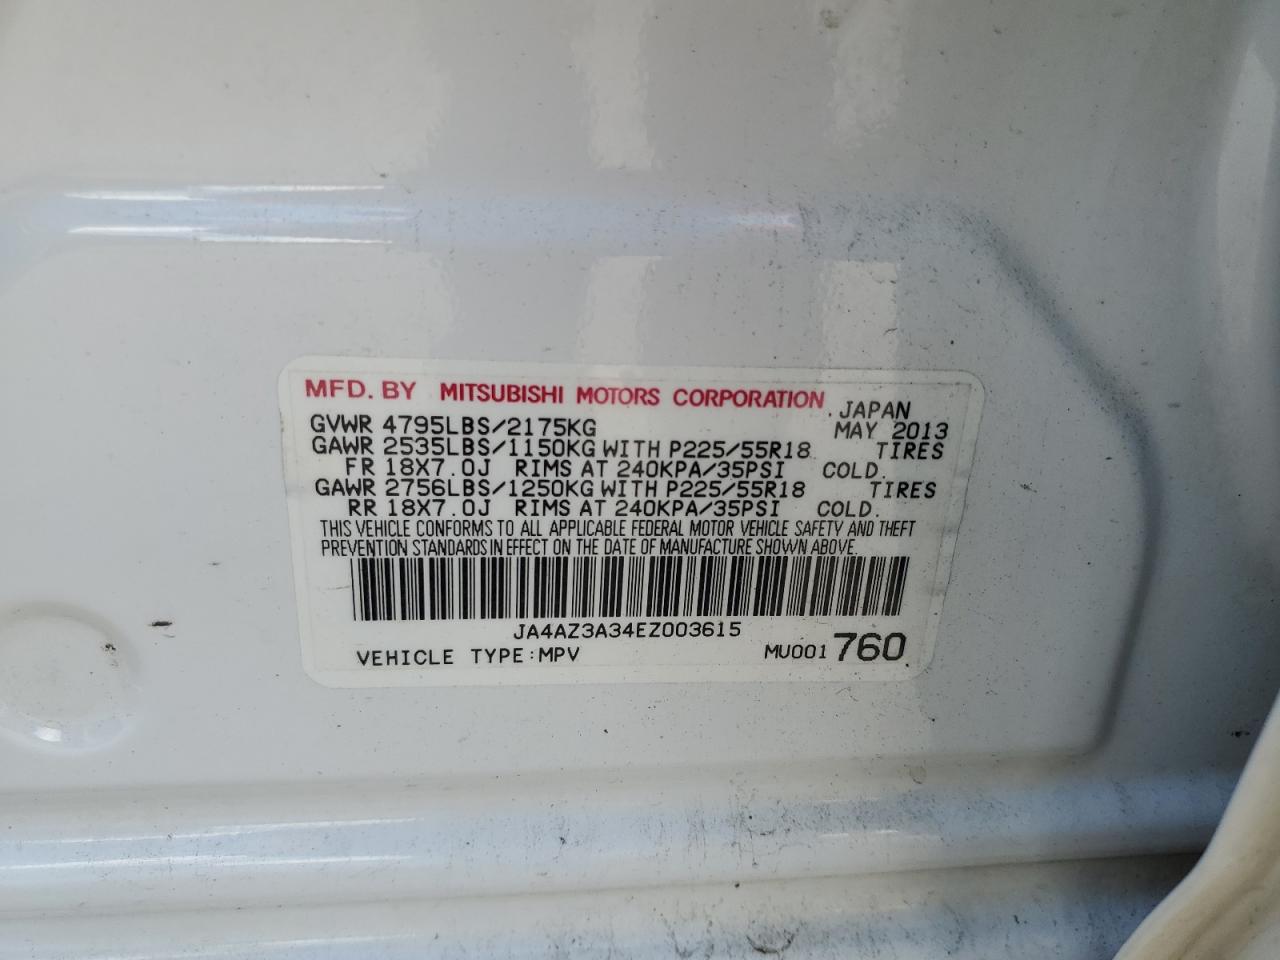 MFD. BY MITSUBISHI MOTORS CORPORATION. JAPAN
GVWR 4795LBS/2175KG MAY 2013
GAWR 2535LBS/1150KG WITH P225/55R18 TIRES
FR 18X7.0J RIMS AT 240KPA/35PSI COLD.
GAWR 2756LBS/1250KG WITH P225/55R18 TIRES
RR 18X7.0J RIMS AT 240KPA/35PSI COLD.
THIS VEHICLE CONFORMS TO ALL APPLICABLE FEDERAL MOTOR VEHICLE SAFETY AND THEFT
PREVENTION STANDARDS IN EFFECT ON THE DATE OF MANUFACTURE SHOWN ABOVE.
JA4AZ3A34EZ003615
VEHICLE TYPE:MPV MU001760